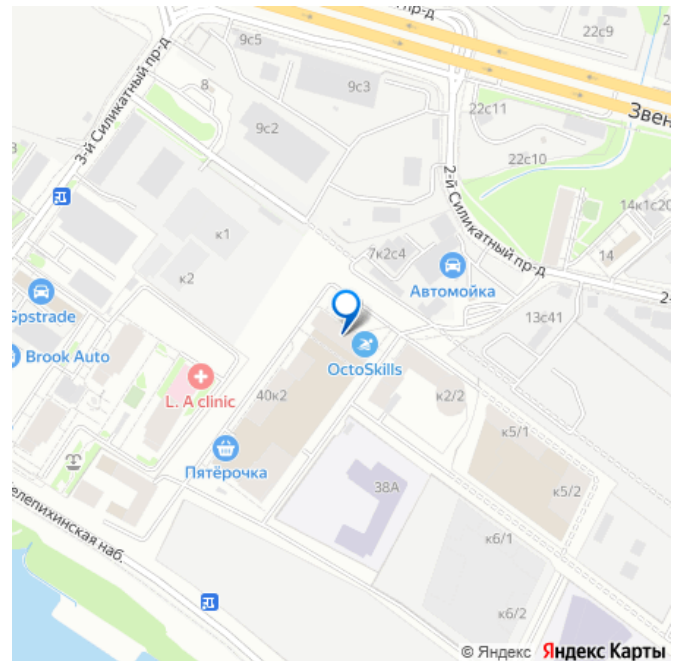 й пр-д
9с5
22с9
8
9с3
3-й Силикатный пр-д
22с11
Звен
9с2
22с10
2-й Силикатный пр-д
14к1с20
к1
7к2с4
14
к2
Автомойка
2-
Spstrade
13с41
Brook Auto
OctoSkills
L. A clinic
40к2
к2/2
к5/1
Пятёрочка
38А
к5/2
елепихинская наб.
к6/1
к6/2
© Яндекс Яндекс Карты